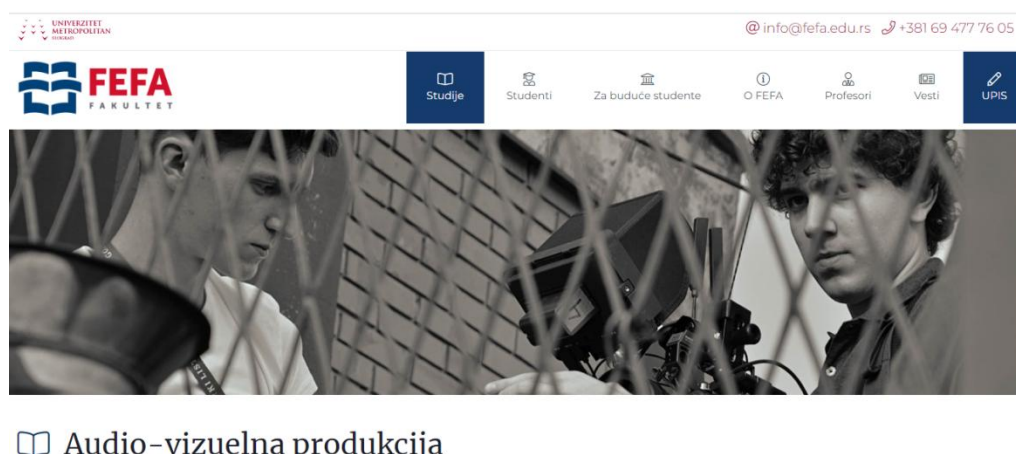 UNIVERZITET
METROPOLITAN
BEOGRAD
@ info@fefa.edu.rs +381 69 477 76 05
FEFA
FAKULTET
Studije Studenti Za buduće studente O FEFA Profesori Vesti UPIS
Audio-vizuelna produkcija